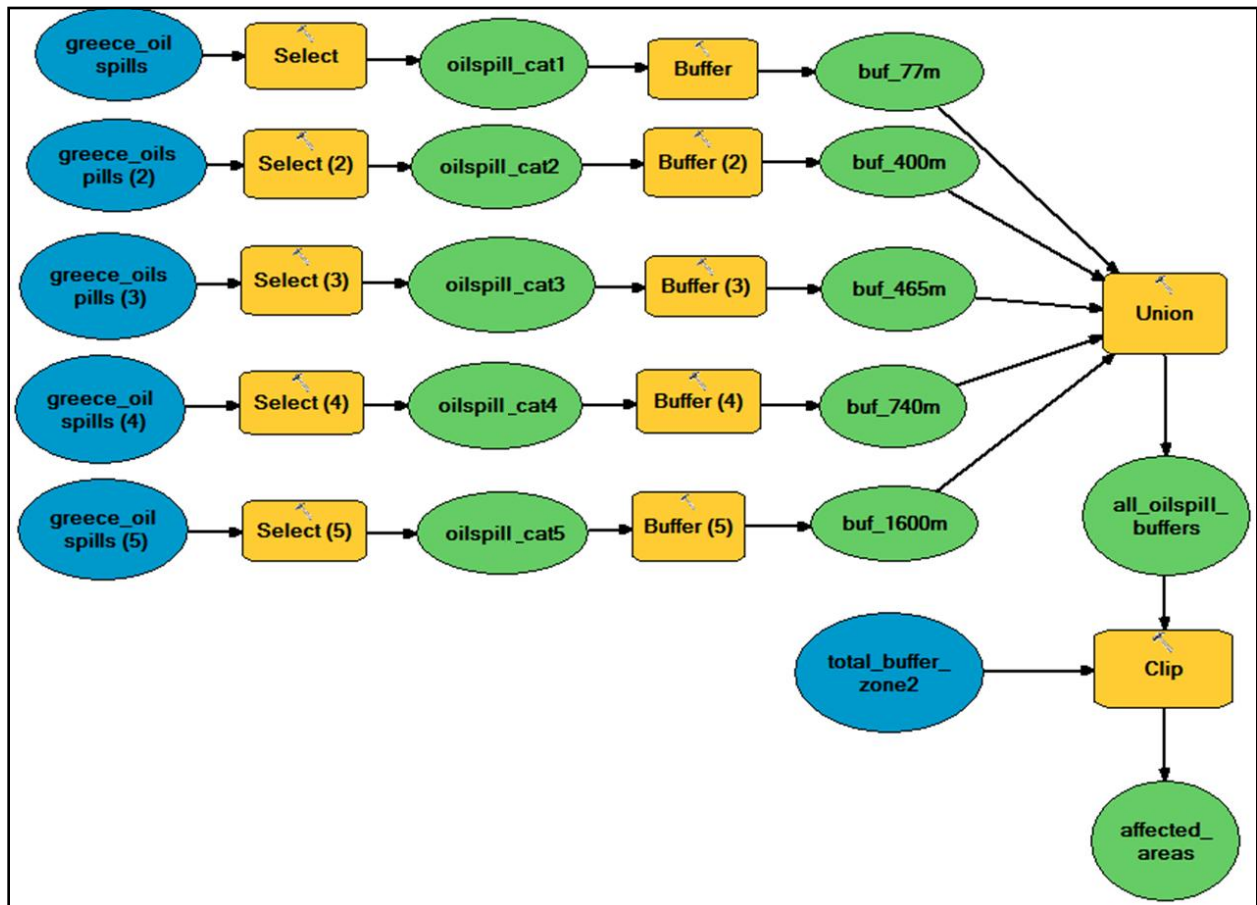 greece_oil
spills
Select
oilspill_cat1
Buffer
buf_77m
greece_oils
pills (2)
Select (2)
oilspill_cat2
Buffer (2)
buf_400m
greece_oils
pills (3)
Select (3)
oilspill_cat3
Buffer (3)
buf_465m
Union
greece_oil
spills (4)
Select (4)
oilspill_cat4
Buffer (4)
buf_740m
greece_oil
spills (5)
Select (5)
oilspill_cat5
Buffer (5)
buf_1600m
all_oilspill_
buffers
total_buffer_
zone2
Clip
affected_
areas